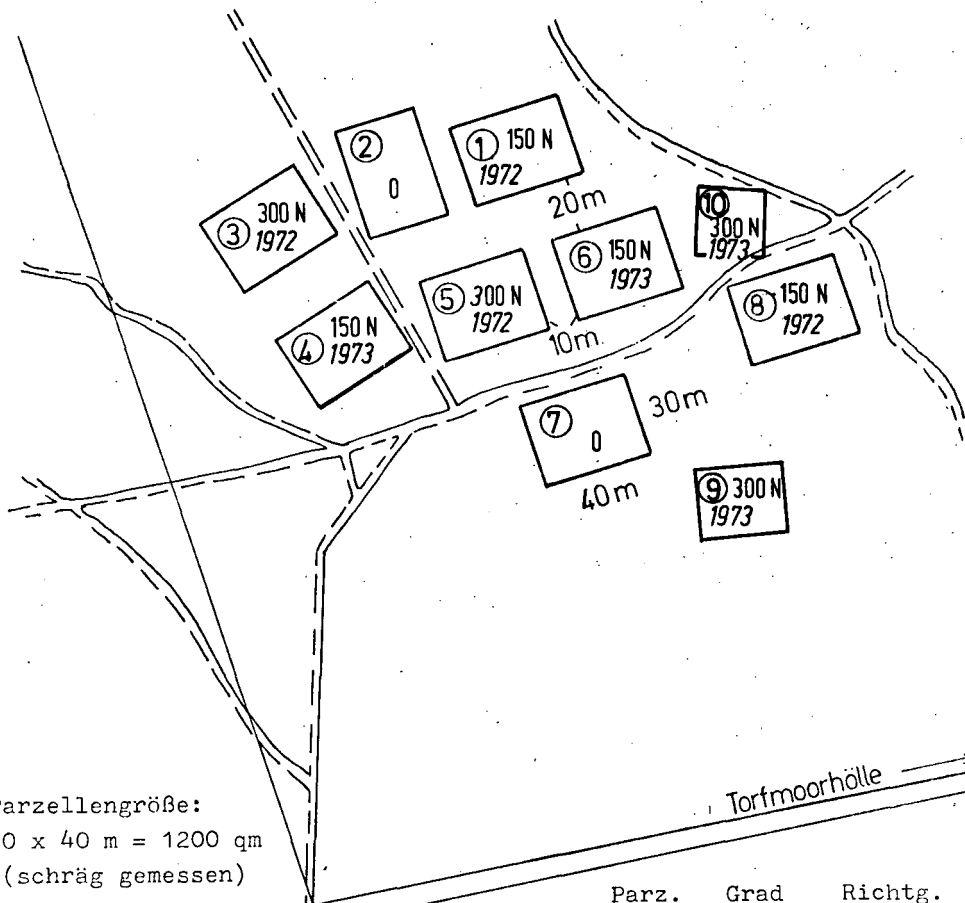 ② 0
① 150 N
1972
③ 300 N
1972
20m
⑩
300 N
1973
⑥ 150 N
1973
⑤ 300 N
1972
⑧ 150 N
1972
④ 150 N
1973
10m
⑦ 0
30m
40m
⑨ 300 N
1973
Torfmoorhölle
arzellengröße:
0 x 40 m = 1200 qm
(schräg gemessen)
Parz. Grad Richtg.